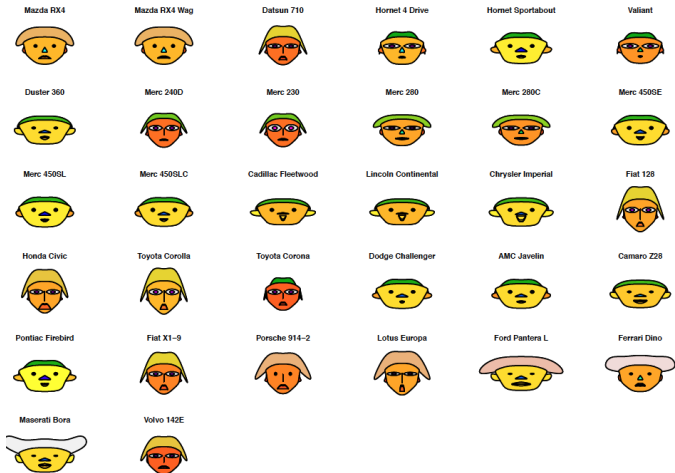 Mazda RX4 Mazda RX4 Wag Datsun 710 Hornet 4 Drive Hornet Sportabout Valiant
Duster 360 Merc 240D Merc 230 Merc 280 Merc 280C Merc 450SE
Merc 450SL Merc 450SLC Cadillac Fleetwood Lincoln Continental Chrysler Imperial Fiat 128
Honda Civic Toyota Corolla Toyota Corona Dodge Challenger AMC Javelin Camaro Z28
Pontiac Firebird Fiat X1−9 Porsche 914−2 Lotus Europa Ford Pantera L Ferrari Dino
Maserati Bora Volvo 142E